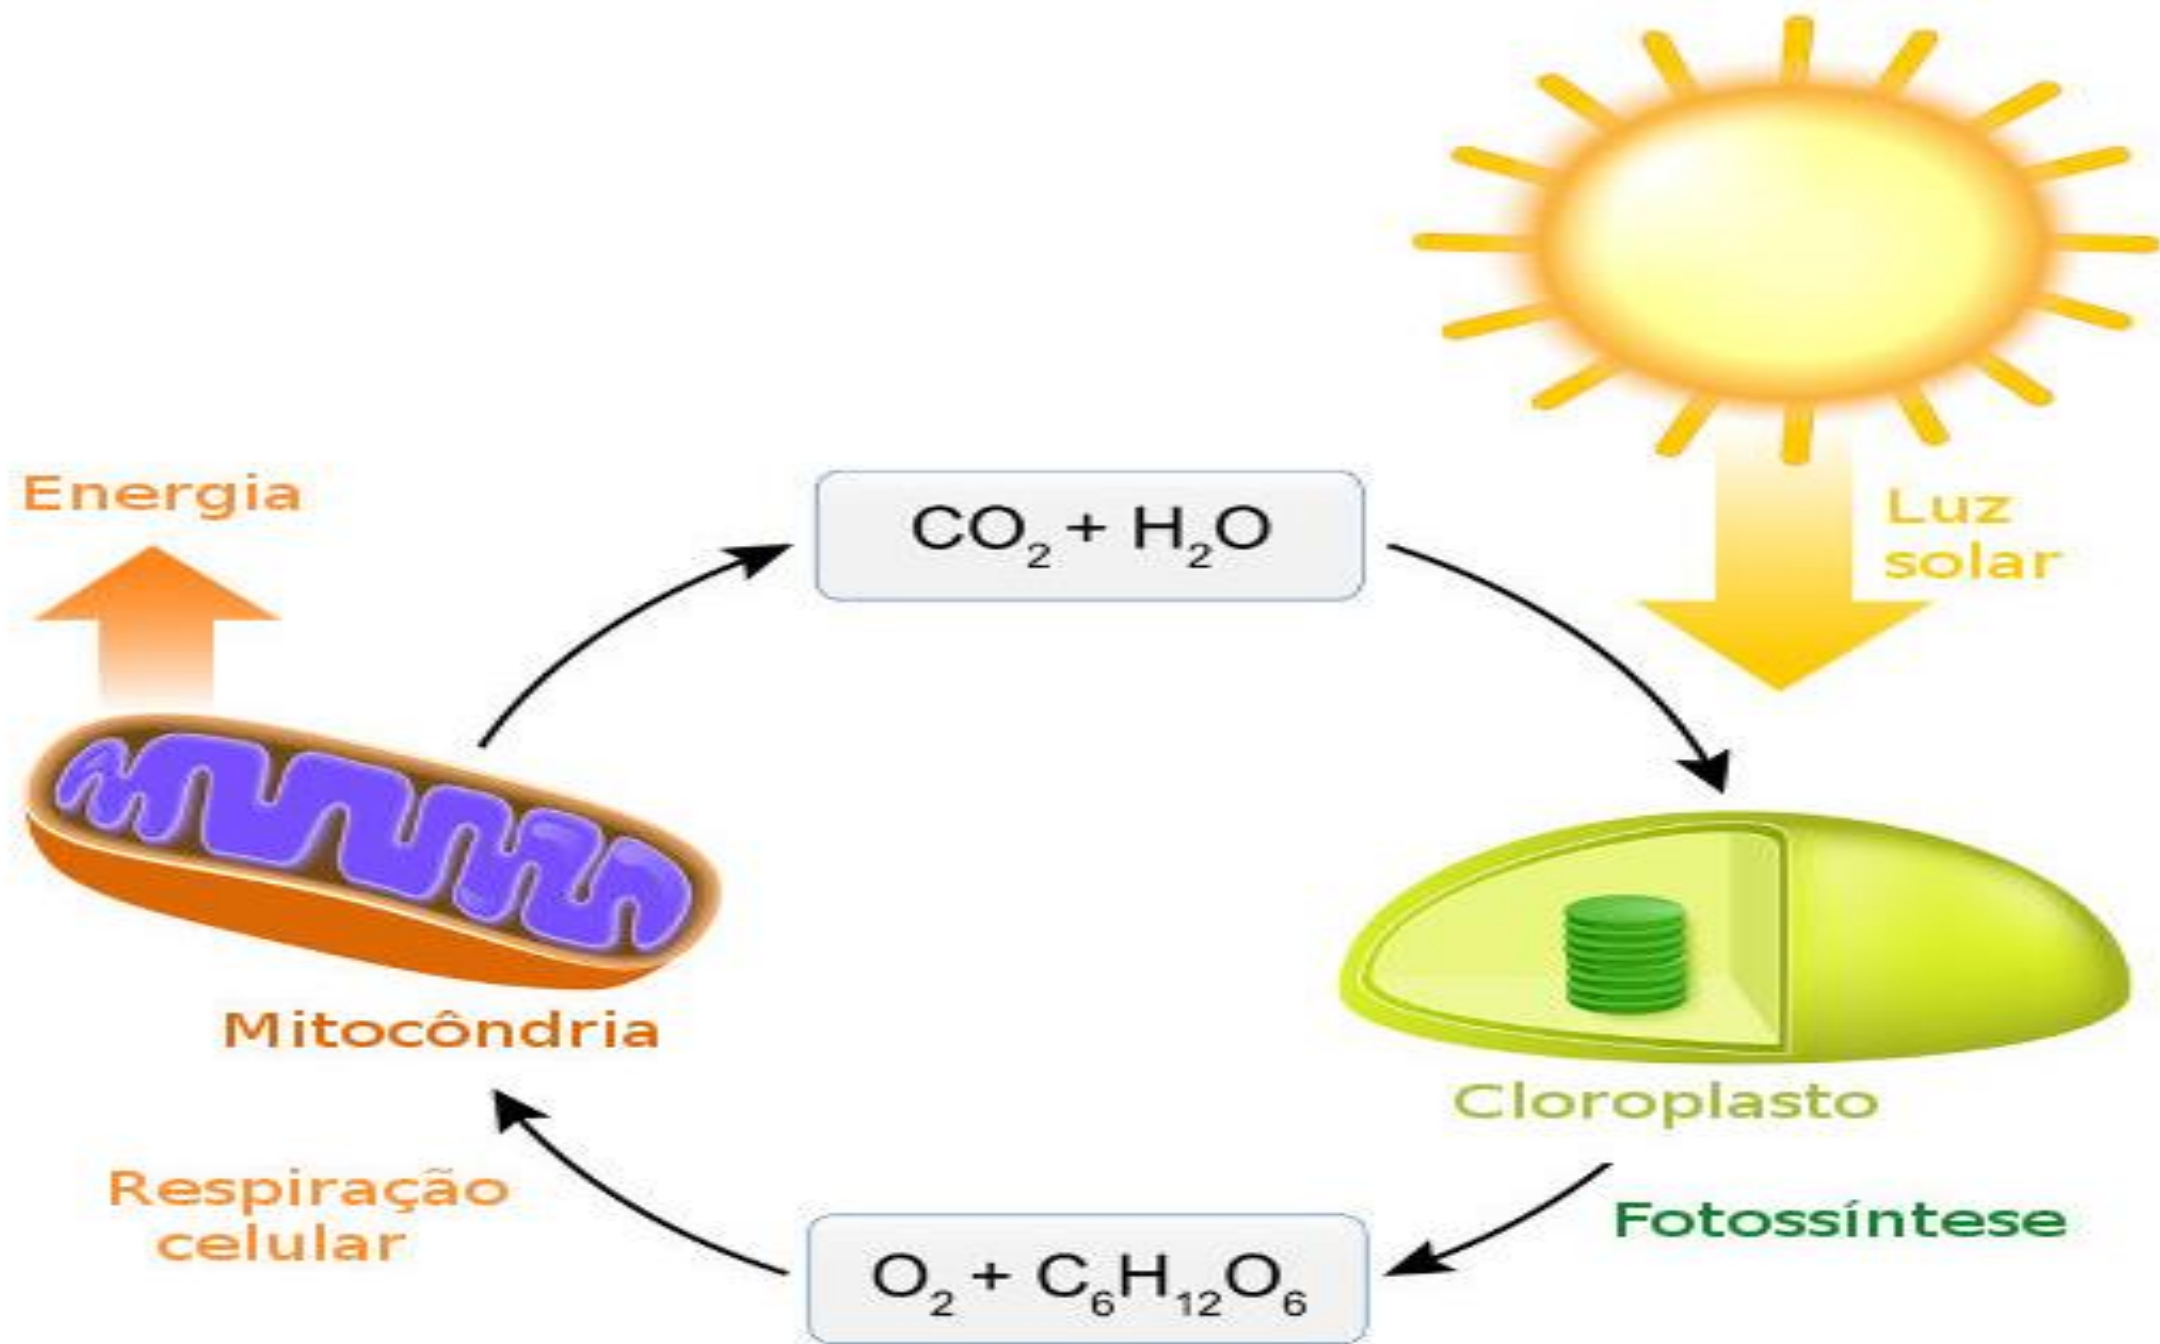 Energia
CO₂ + H₂O
Luz
solar
Mitocôndria
Cloroplasto
Respiração
celular
Fotossíntese
O₂ + C₆H₁₂O₆